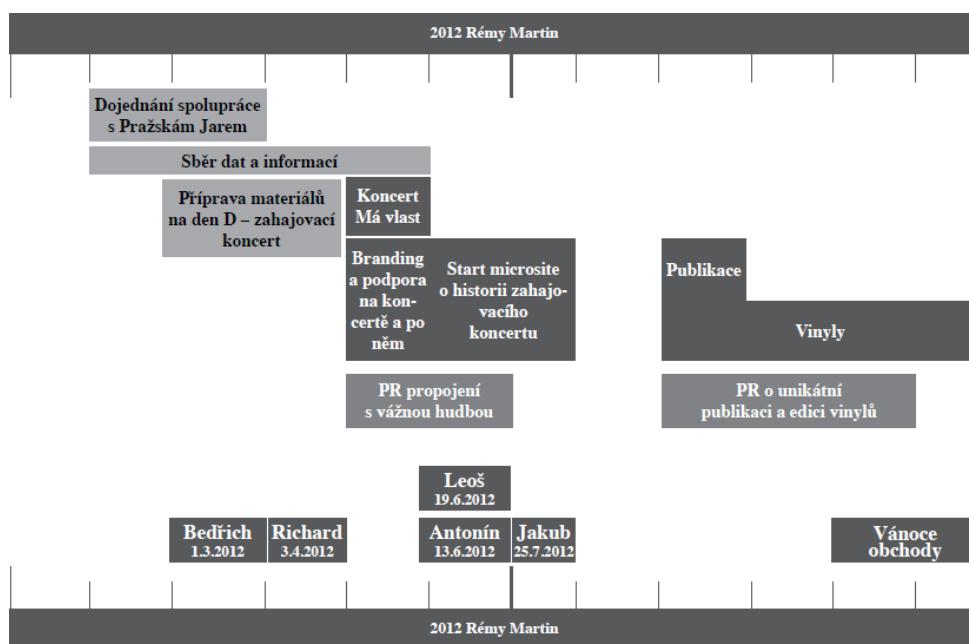 2012 Rémy Martin
Dojednání spolupráce
s Pražskám Jarem
Sběr dat a informací
Příprava materiálů
na den D – zahajovací
koncert
Koncert
Má vlast
Branding
a podpora
na kon-
certě a po
něm
Start microsite
o historii zahajo-
vacího
koncertu
Publikace
Vinyly
PR propojení
s vážnou hudbou
PR o unikátní
publikaci a edici vinylů
Leoš
19.6.2012
Bedřich
1.3.2012
Richard
3.4.2012
Antonín
13.6.2012
Jakub
25.7.2012
Vánoce
obchody
2012 Rémy Martin